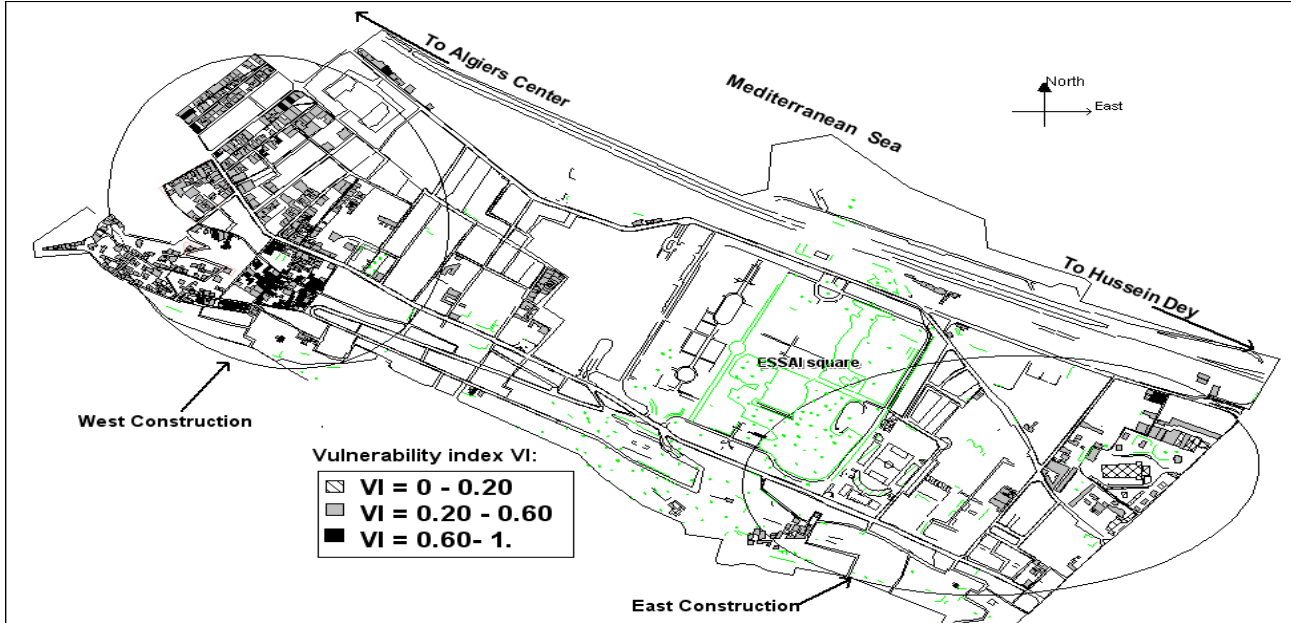 To Algiers Center
Mediterranean Sea
North
East
To Hussein Dey
ESSAI square
West Construction
Vulnerability index VI:
VI = 0 - 0.20
VI = 0.20 - 0.60
VI = 0.60- 1.
East Construction